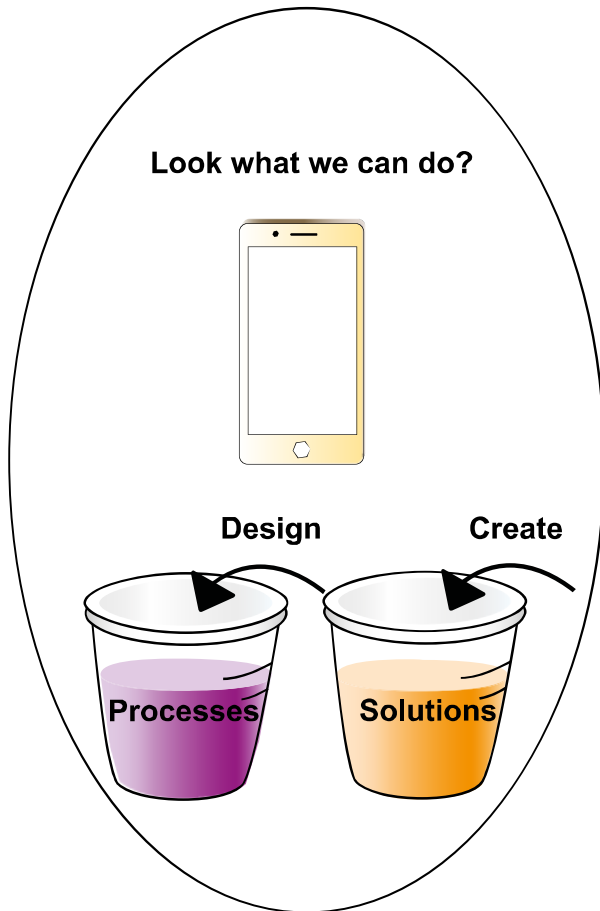 Look what we can do?
Design
Create
Processes
Solutions